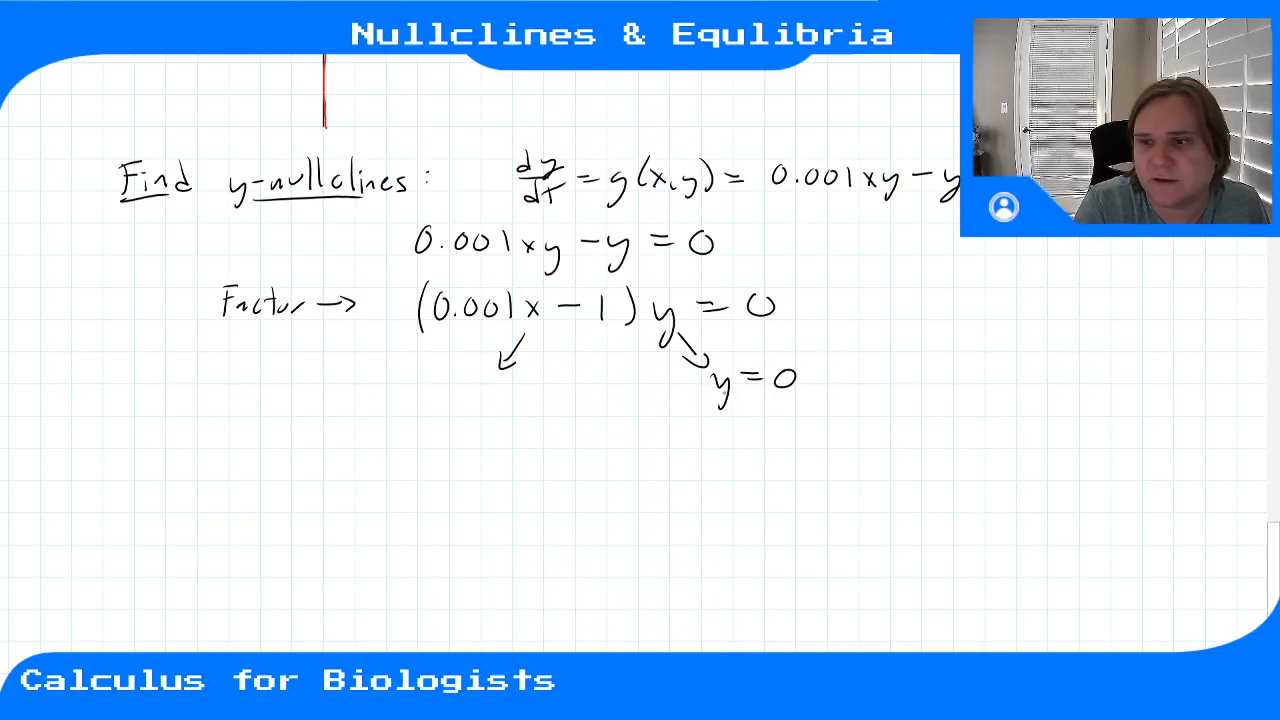 Nullclines & Equlibria
Find y-nullclines : dy/dt = g(x,y) = 0.001xy - y
0.001xy - y = 0
Factor → (0.001x - 1) y = 0
y = 0
Calculus for Biologists